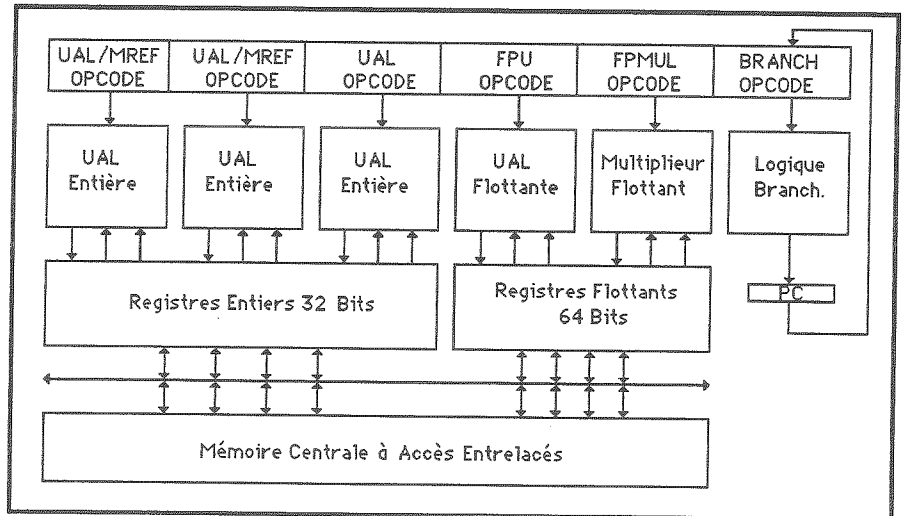 UAL/MREF OPCODE
UAL/MREF OPCODE
UAL OPCODE
FPU OPCODE
FPMUL OPCODE
BRANCH OPCODE
UAL
Entière
UAL
Entière
UAL
Entière
UAL
Flottante
Multiplieur
Flottant
Logique
Branch.
Registres Entiers 32 Bits
Registres Flottants
64 Bits
PC
Mémoire Centrale à Accès Entrelacés